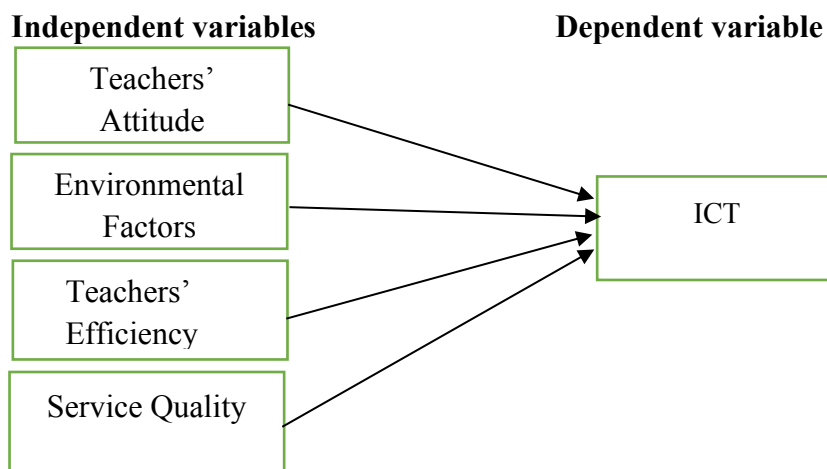 Independent variables
Dependent variable
Teachers’
Attitude
Environmental
Factors
ICT
Teachers’
Efficiency
Service Quality